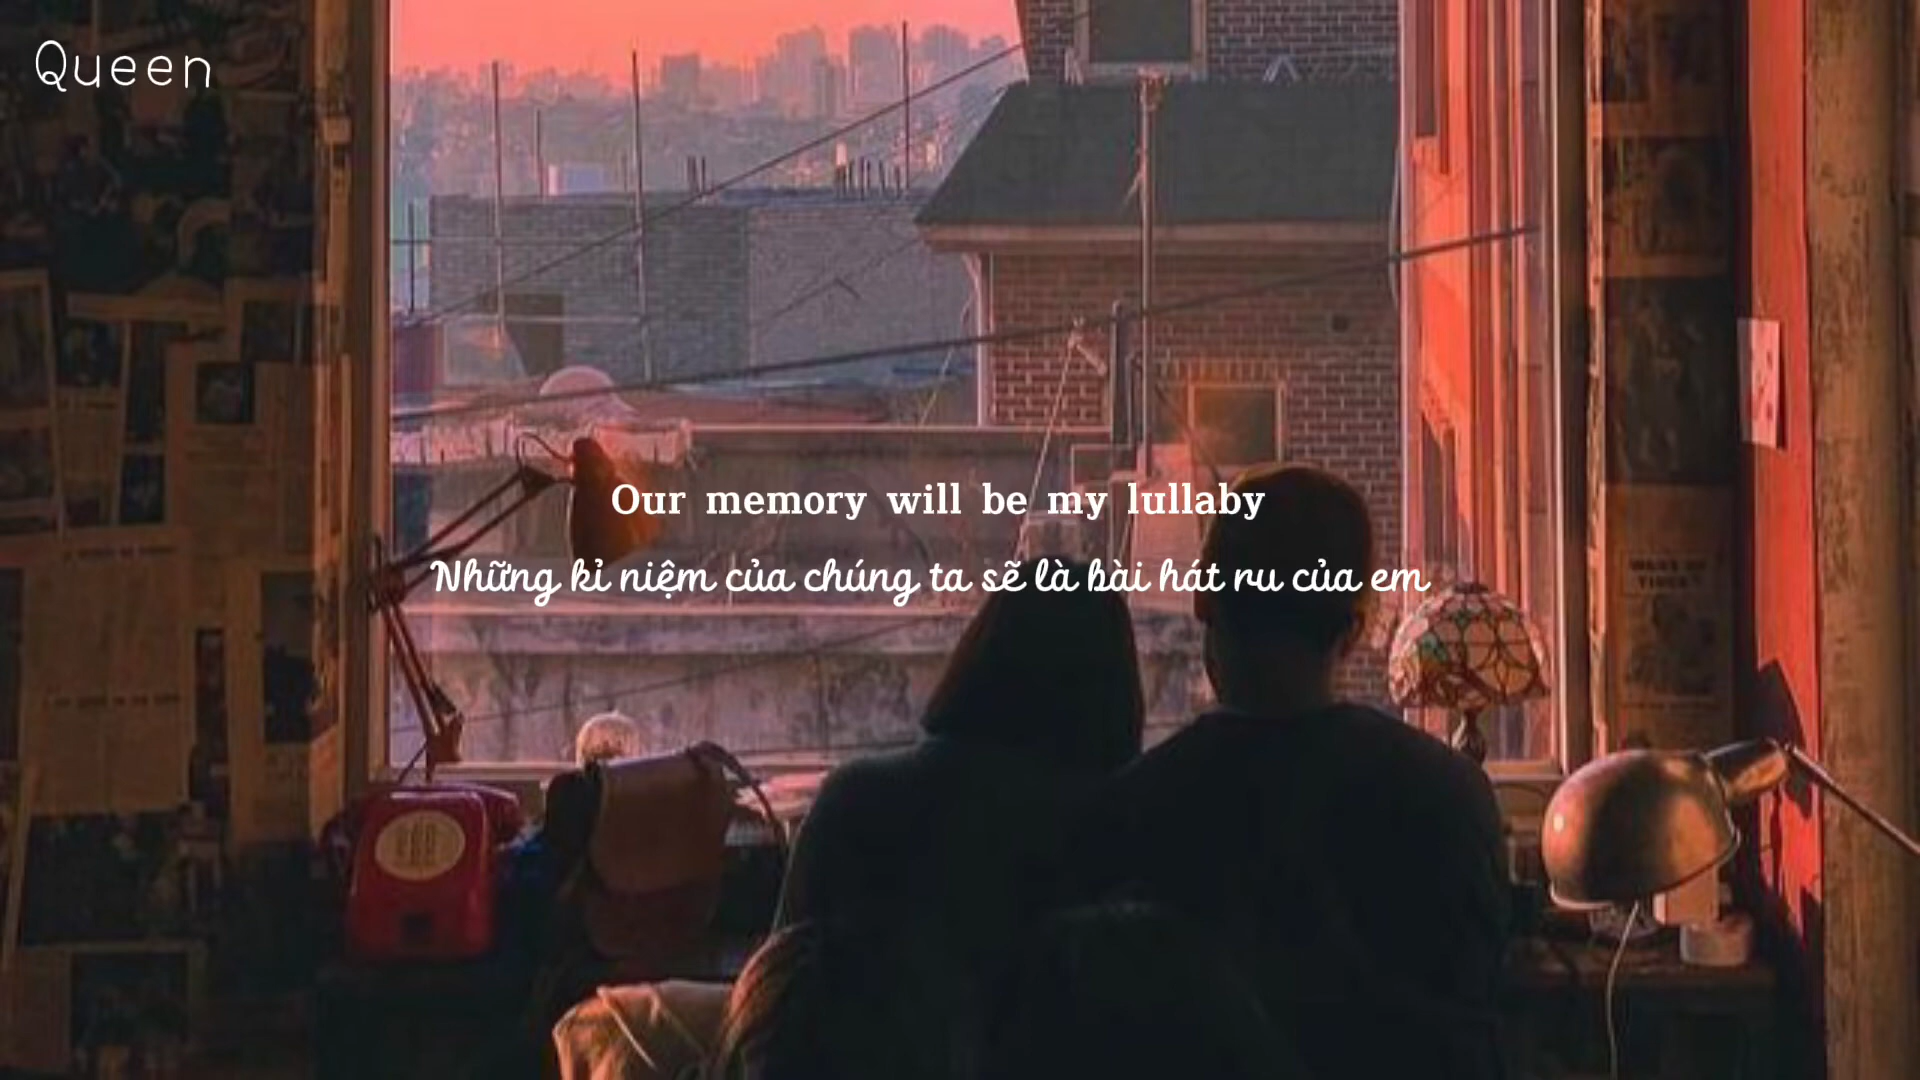 Queen
Our memory will be my lullaby
Những kỉ niệm của chúng ta sẽ là bài hát ru của em